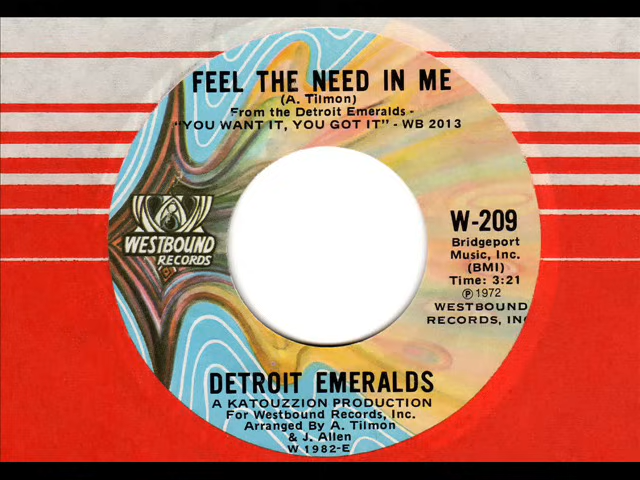 FEEL THE NEED IN ME
(A. Tilmon)
From the Detroit Emeralds -
"YOU WANT IT, YOU GOT IT" - WB 2013
W-209
Bridgeport
Music, Inc.
(BMI)
Time: 3:21
℗ 1972
WESTBOUND
RECORDS, IN
WESTBOUND
RECORDS
DETROIT EMERALDS
A KATOUZZION PRODUCTION
For Westbound Records, Inc.
Arranged By A. Tilmon
& J. Allen
W 1982-E